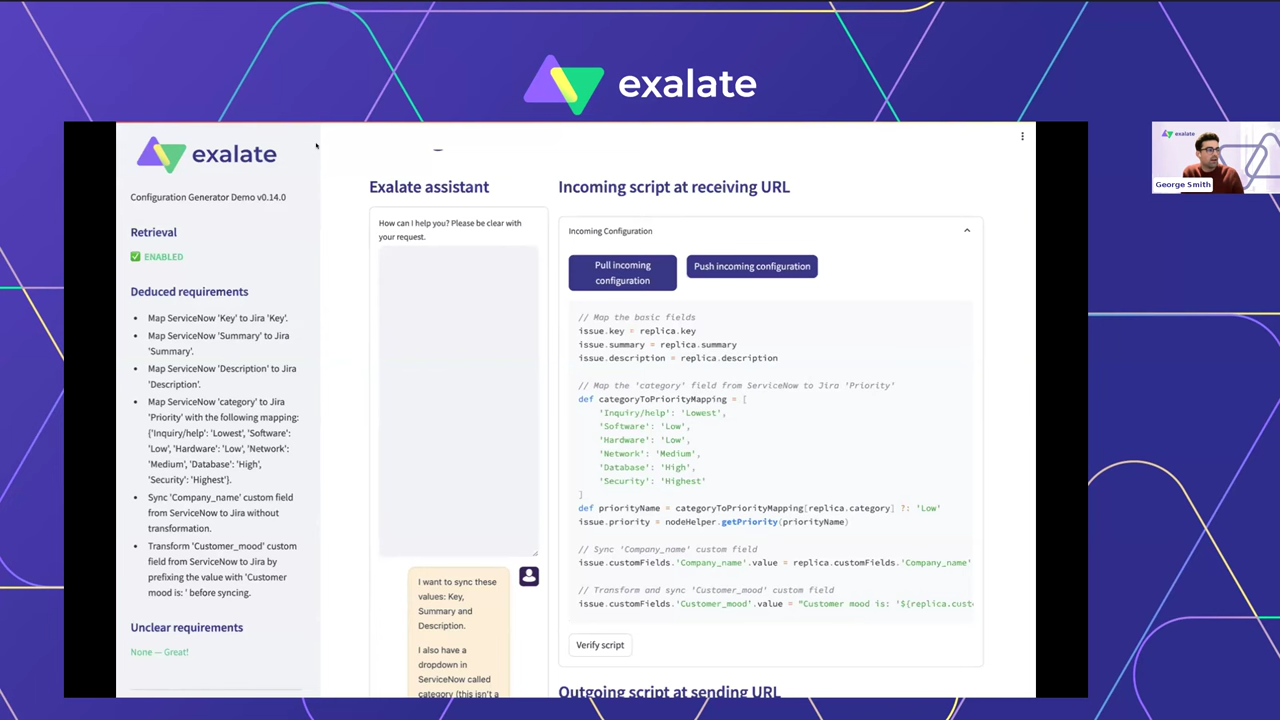 exalate
exalate
George Smith
exalate
Configuration Generator Demo v0.14.0
Retrieval
✅ ENABLED
Deduced requirements
• Map ServiceNow 'Key' to Jira 'Key'.
• Map ServiceNow 'Summary' to Jira
'Summary'.
• Map ServiceNow 'Description' to Jira
'Description'.
• Map ServiceNow 'category' to Jira
'Priority' with the following mapping:
{'Inquiry/help': 'Lowest', 'Software':
'Low', 'Hardware': 'Low', 'Network':
'Medium', 'Database': 'High',
'Security': 'Highest'}.
• Sync 'Company_name' custom field
from ServiceNow to Jira without
transformation.
• Transform 'Customer_mood' custom
field from ServiceNow to Jira by
prefixing the value with 'Customer
mood is: ' before syncing.
Unclear requirements
None — Great!
Exalate assistant
How can I help you? Please be clear with
your request.
I want to sync these
values: Key,
Summary and
Description.
I also have a
dropdown in
ServiceNow called
category (this isn't a
Incoming script at receiving URL
Incoming Configuration
Pull incoming
configuration
Push incoming configuration
// Map the basic fields
issue.key = replica.key
issue.summary = replica.summary
issue.description = replica.description
// Map the 'category' field from ServiceNow to Jira 'Priority'
def categoryToPriorityMapping = [
'Inquiry/help': 'Lowest',
'Software': 'Low',
'Hardware': 'Low',
'Network': 'Medium',
'Database': 'High',
'Security': 'Highest'
]
def priorityName = categoryToPriorityMapping[replica.category] ?: 'Low'
issue.priority = nodeHelper.getPriority(priorityName)
// Sync 'Company_name' custom field
issue.customFields.'Company_name'.value = replica.customFields.'Company_name'
// Transform and sync 'Customer_mood' custom field
issue.customFields.'Customer_mood'.value = "Customer mood is: '${replica.cust
Verify script
Outgoing script at sending URL